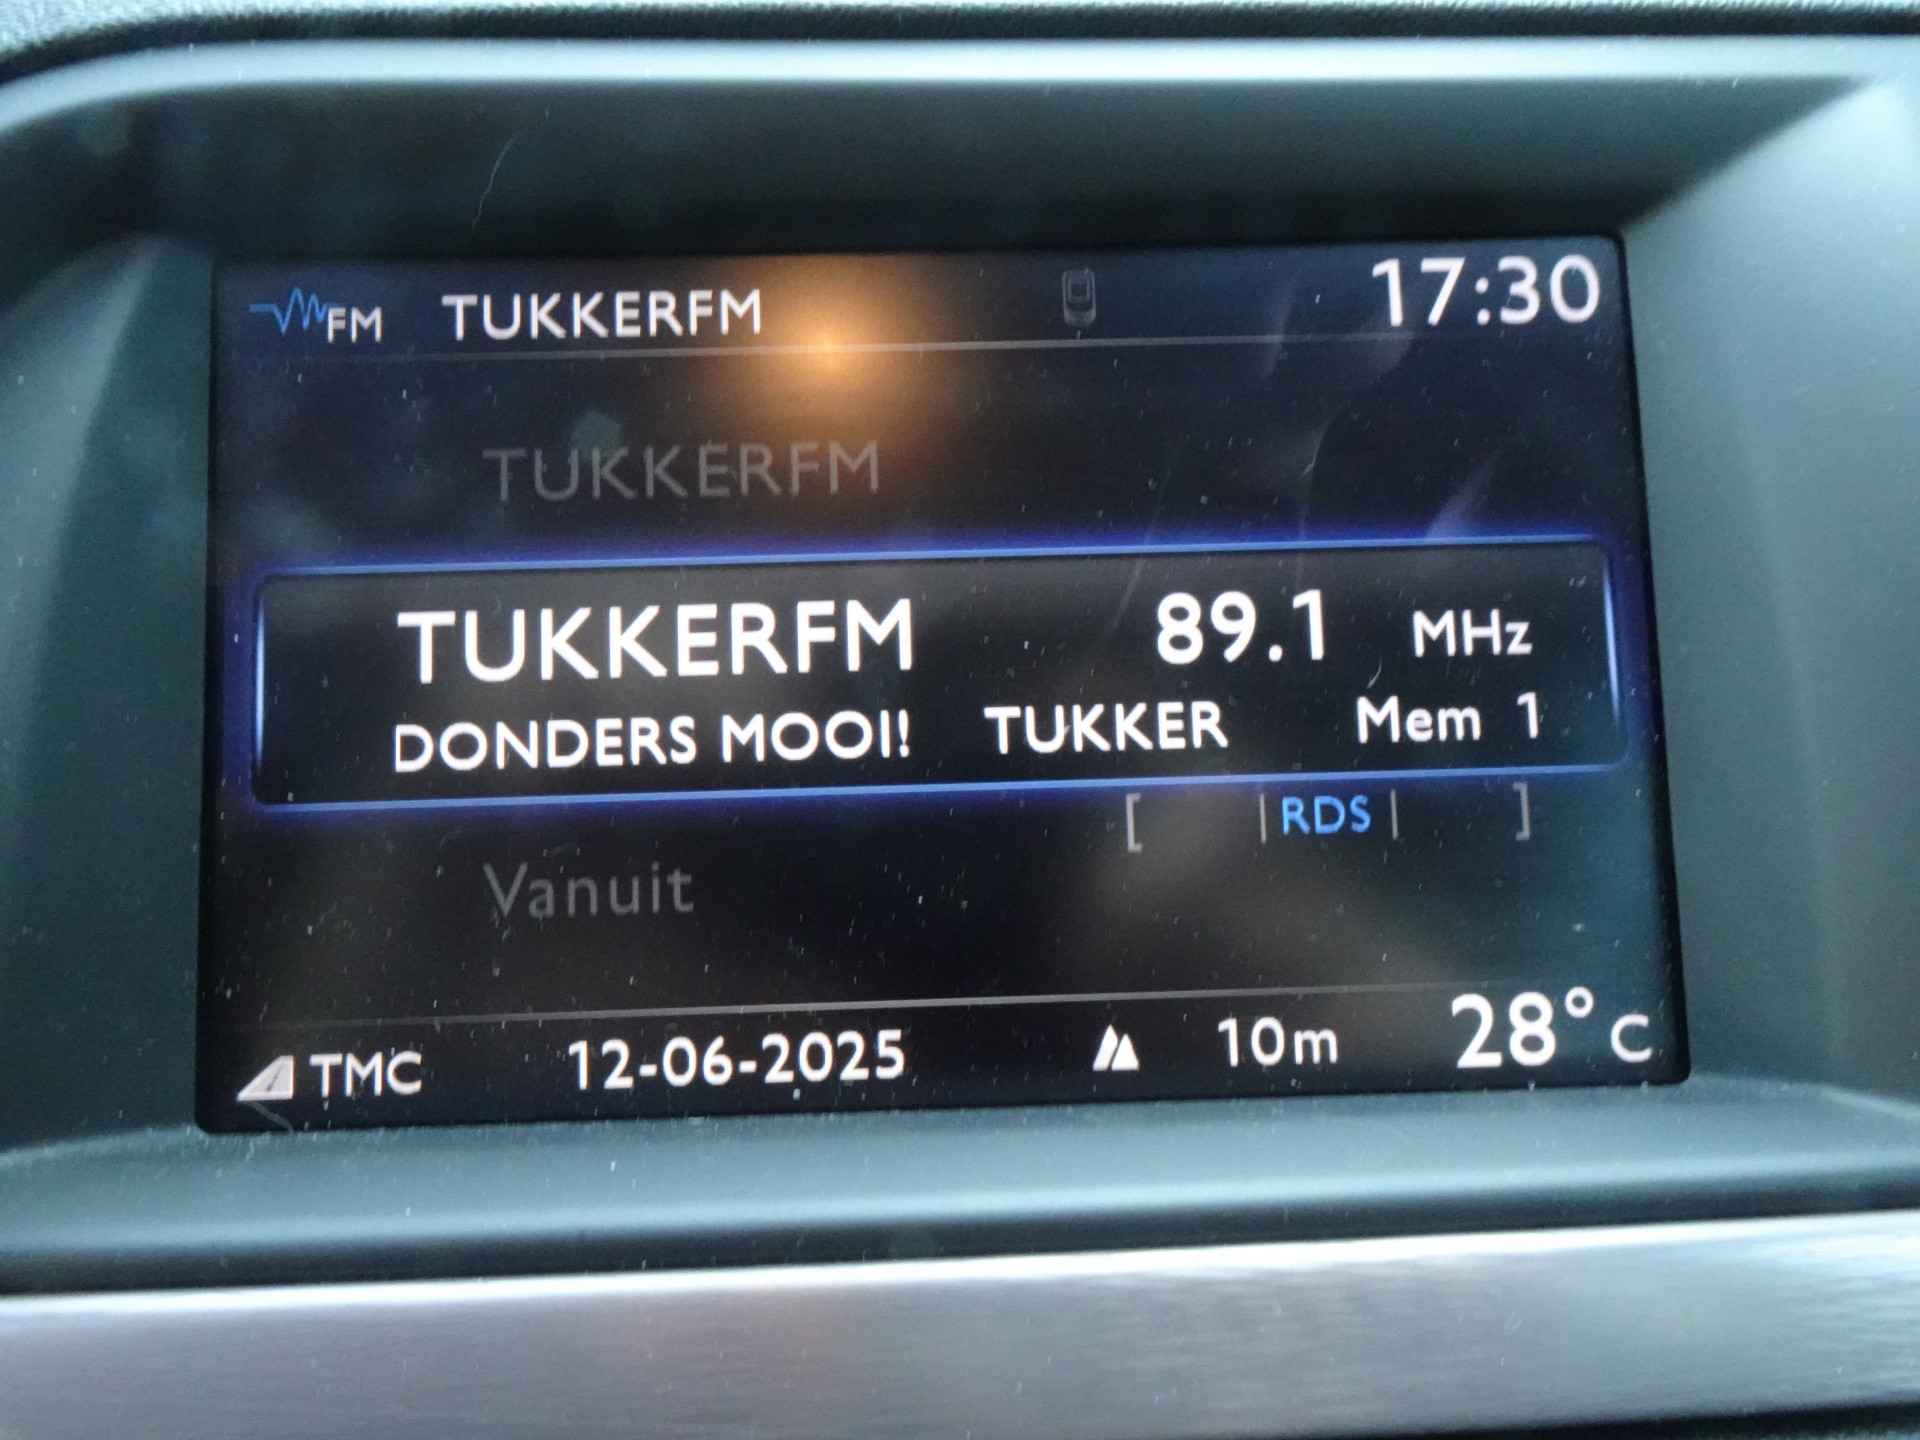 FM TUKKERFM 17:30
TUKKERFM
TUKKERFM 89.1 MHz
DONDERS MOOI! TUKKER Mem 1
[ |RDS| ]
Vanuit
TMC 12-06-2025 10m 28° C